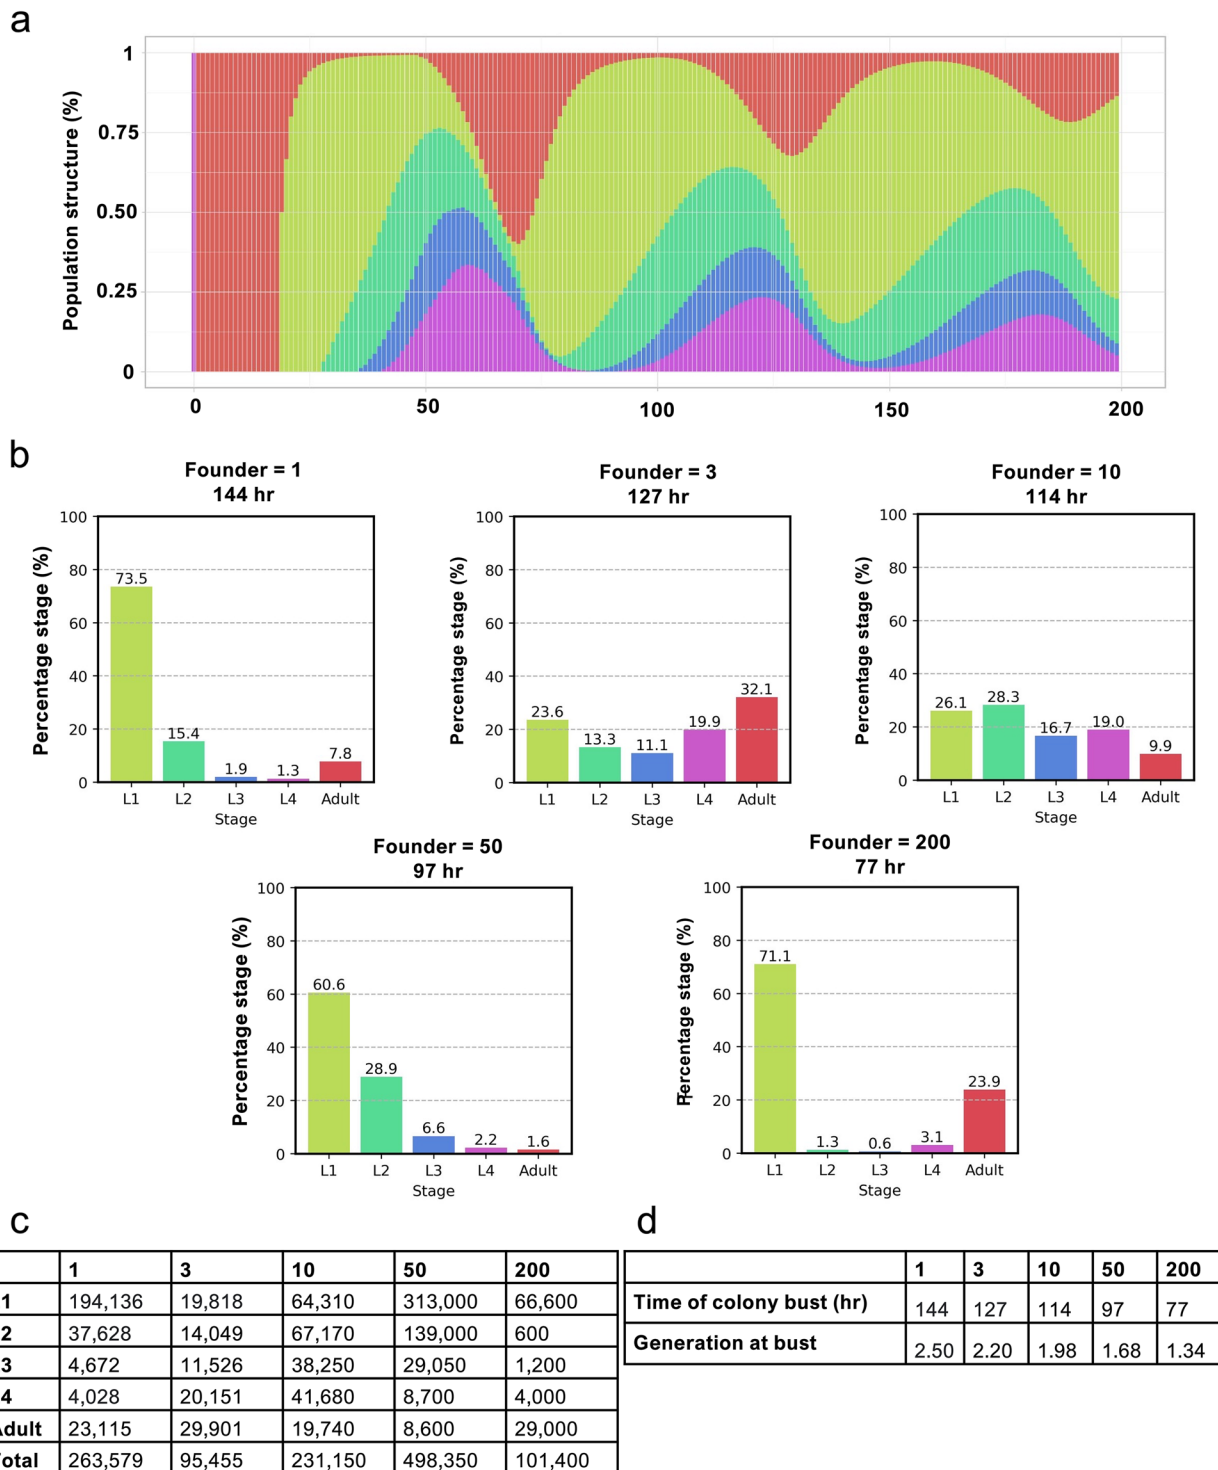 a
Population structure (%)
1
0.75
0.50
0.25
0
0 50 100 150 200
b
Founder = 1
144 hr
Percentage stage (%)
100
80
60
40
20
0
73.5
15.4
1.9
1.3
7.8
L1 L2 L3 L4 Adult
Stage
Founder = 3
127 hr
Percentage stage (%)
100
80
60
40
20
0
23.6
13.3
11.1
19.9
32.1
L1 L2 L3 L4 Adult
Stage
Founder = 10
114 hr
Percentage stage (%)
100
80
60
40
20
0
26.1
28.3
16.7
19.0
9.9
L1 L2 L3 L4 Adult
Stage
Founder = 50
97 hr
Percentage stage (%)
100
80
60
40
20
0
60.6
28.9
6.6
2.2
1.6
L1 L2 L3 L4 Adult
Stage
Founder = 200
77 hr
Percentage stage (%)
100
80
60
40
20
0
71.1
1.3
0.6
3.1
23.9
L1 L2 L3 L4 Adult
Stage
c
1 3 10 50 200
1 194,136 19,818 64,310 313,000 66,600
2 37,628 14,049 67,170 139,000 600
3 4,672 11,526 38,250 29,050 1,200
4 4,028 20,151 41,680 8,700 4,000
Adult 23,115 29,901 19,740 8,600 29,000
Total 263,579 95,455 231,150 498,350 101,400
d
1 3 10 50 200
Time of colony bust (hr) 144 127 114 97 77
Generation at bust 2.50 2.20 1.98 1.68 1.34